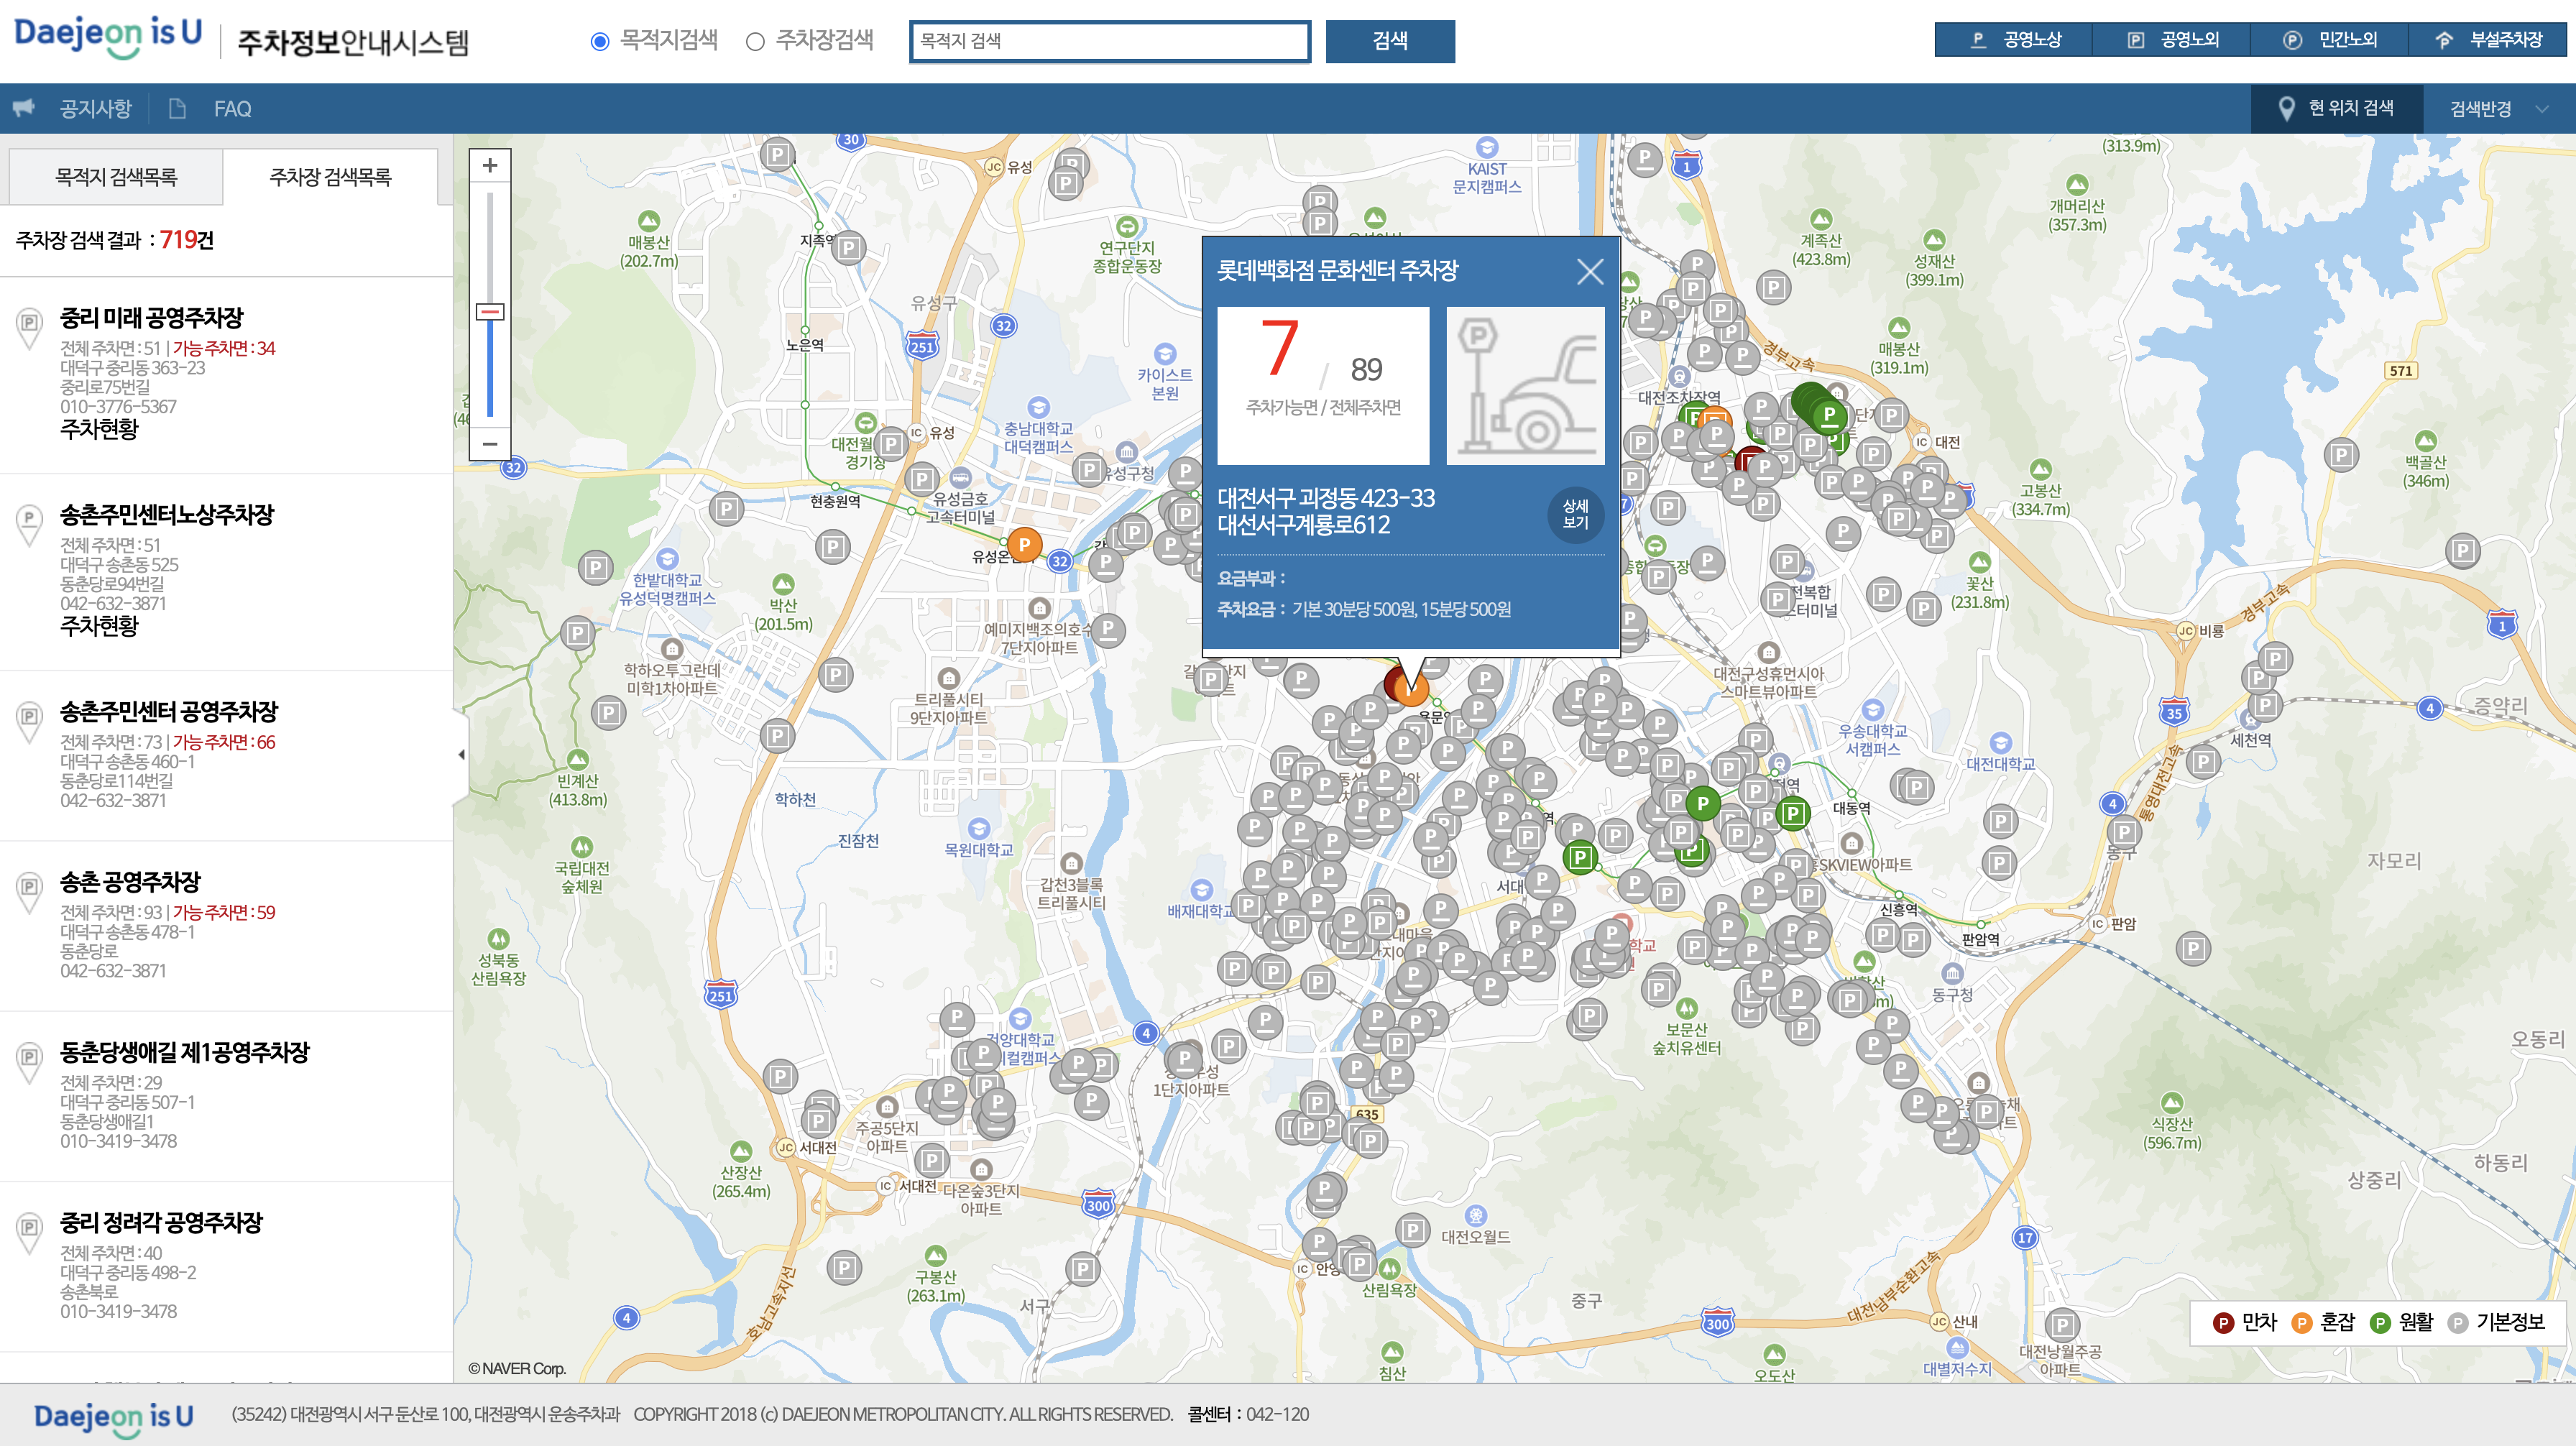 Daejeon is U
주차정보안내시스템
목적지검색
주차장검색
목적지 검색
검색
공영노상
공영노외
민간노외
부설주차장
공지사항
FAQ
현 위치 검색
검색반경
목적지 검색목록
주차장 검색목록
주차장 검색 결과 : 719건
중리 미래 공영주차장
전체 주차면 : 51 | 가능 주차면 : 34
대덕구 중리동 363-23
중리로75번길
010-3776-5367
주차현황
송촌주민센터노상주차장
전체 주차면 : 51
대덕구 송촌동 525
동춘당로94번길
042-632-3871
주차현황
송촌주민센터 공영주차장
전체 주차면 : 73 | 가능 주차면 : 66
대덕구 송촌동 460-1
동춘당로114번길
042-632-3871
송촌 공영주차장
전체 주차면 : 93 | 가능 주차면 : 59
대덕구 송촌동 478-1
동춘당로
042-632-3871
동춘당생애길 제1공영주차장
전체 주차면 : 29
대덕구 중리동 507-1
동춘당생애길1
010-3419-3478
중리 정려각 공영주차장
전체 주차면 : 40
대덕구 중리동 498-2
송촌북로
010-3419-3478
롯데백화점 문화센터 주차장
7 / 89
주차가능면 / 전체주차면
대전서구 괴정동 423-33
대선서구계룡로612
상세
보기
요금부과 :
주차요금 : 기본 30분당 500원, 15분당 500원
30
JC 유성
KAIST
문지캠퍼스
1
(313.9m)
개머리산
(357.3m)
매봉산
(202.7m)
지족역
연구단지
종합운동장
계족산
(423.8m)
성재산
(399.1m)
유성구
32
251
노은역
카이스트
본원
경부고속
매봉산
(319.1m)
571
대전조차장역
충남대학교
대덕캠퍼스
IC 유성
대전월
경기장
유성구청
IC 대전
백골산
(346m)
32
현충원역
유성금호
고속터미널
고봉산
(334.7m)
32
한밭대학교
유성덕명캠퍼스
박산
(201.5m)
꽃산
(231.8m)
경부고속
1
JC 비룡
예미지백조의호수
7단지아파트
학하오투그란데
미학1차아파트
트리풀시티
9단지아파트
대전구성휴먼시아
스마트뷰아파트
35
4
증약리
우송대학교
서캠퍼스
세천역
대전대학교
빈계산
(413.8m)
학하천
진잠천
목원대학교
대동역
4
통영대전고속
자모리
국립대전
숲체원
갑천3블록
트리풀시티
배재대학교
SKVIEW아파트
신흥역
판암역
IC 판암
성북동
산림욕장
251
4
동구청
보문산
숲치유센터
오동리
1단지아파트
635
주공5단지
아파트
JC 서대전
식장산
(596.7m)
산장산
(265.4m)
IC 서대전
다온숲3단지
아파트
300
하동리
상중리
대전오월드
17
구봉산
(263.1m)
서구
산림욕장
중구
4
호남고속지선
300
대전남부순환고속
JC 산내
침산
오도산
대별저수지
대전낭월주공
아파트
만차
혼잡
원활
기본정보
© NAVER Corp.
Daejeon is U
(35242) 대전광역시 서구 둔산로 100, 대전광역시 운송주차과 COPYRIGHT 2018 (c) DAEJEON METROPOLITAN CITY. ALL RIGHTS RESERVED. 콜센터 : 042-120